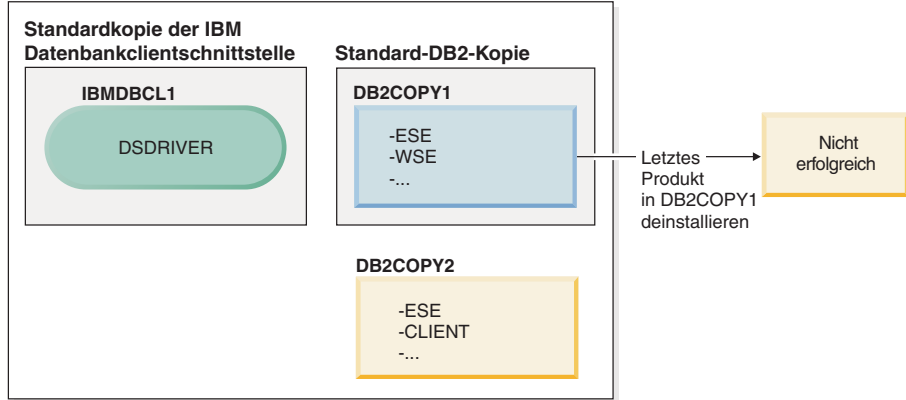 Standardkopie der IBM
Datenbankclientschnittstelle
IBMDBCL1
DSDRIVER
Standard-DB2-Kopie
DB2COPY1
-ESE
-WSE
-...
Letztes
Produkt
in DB2COPY1
deinstallieren
Nicht
erfolgreich
DB2COPY2
-ESE
-CLIENT
-...